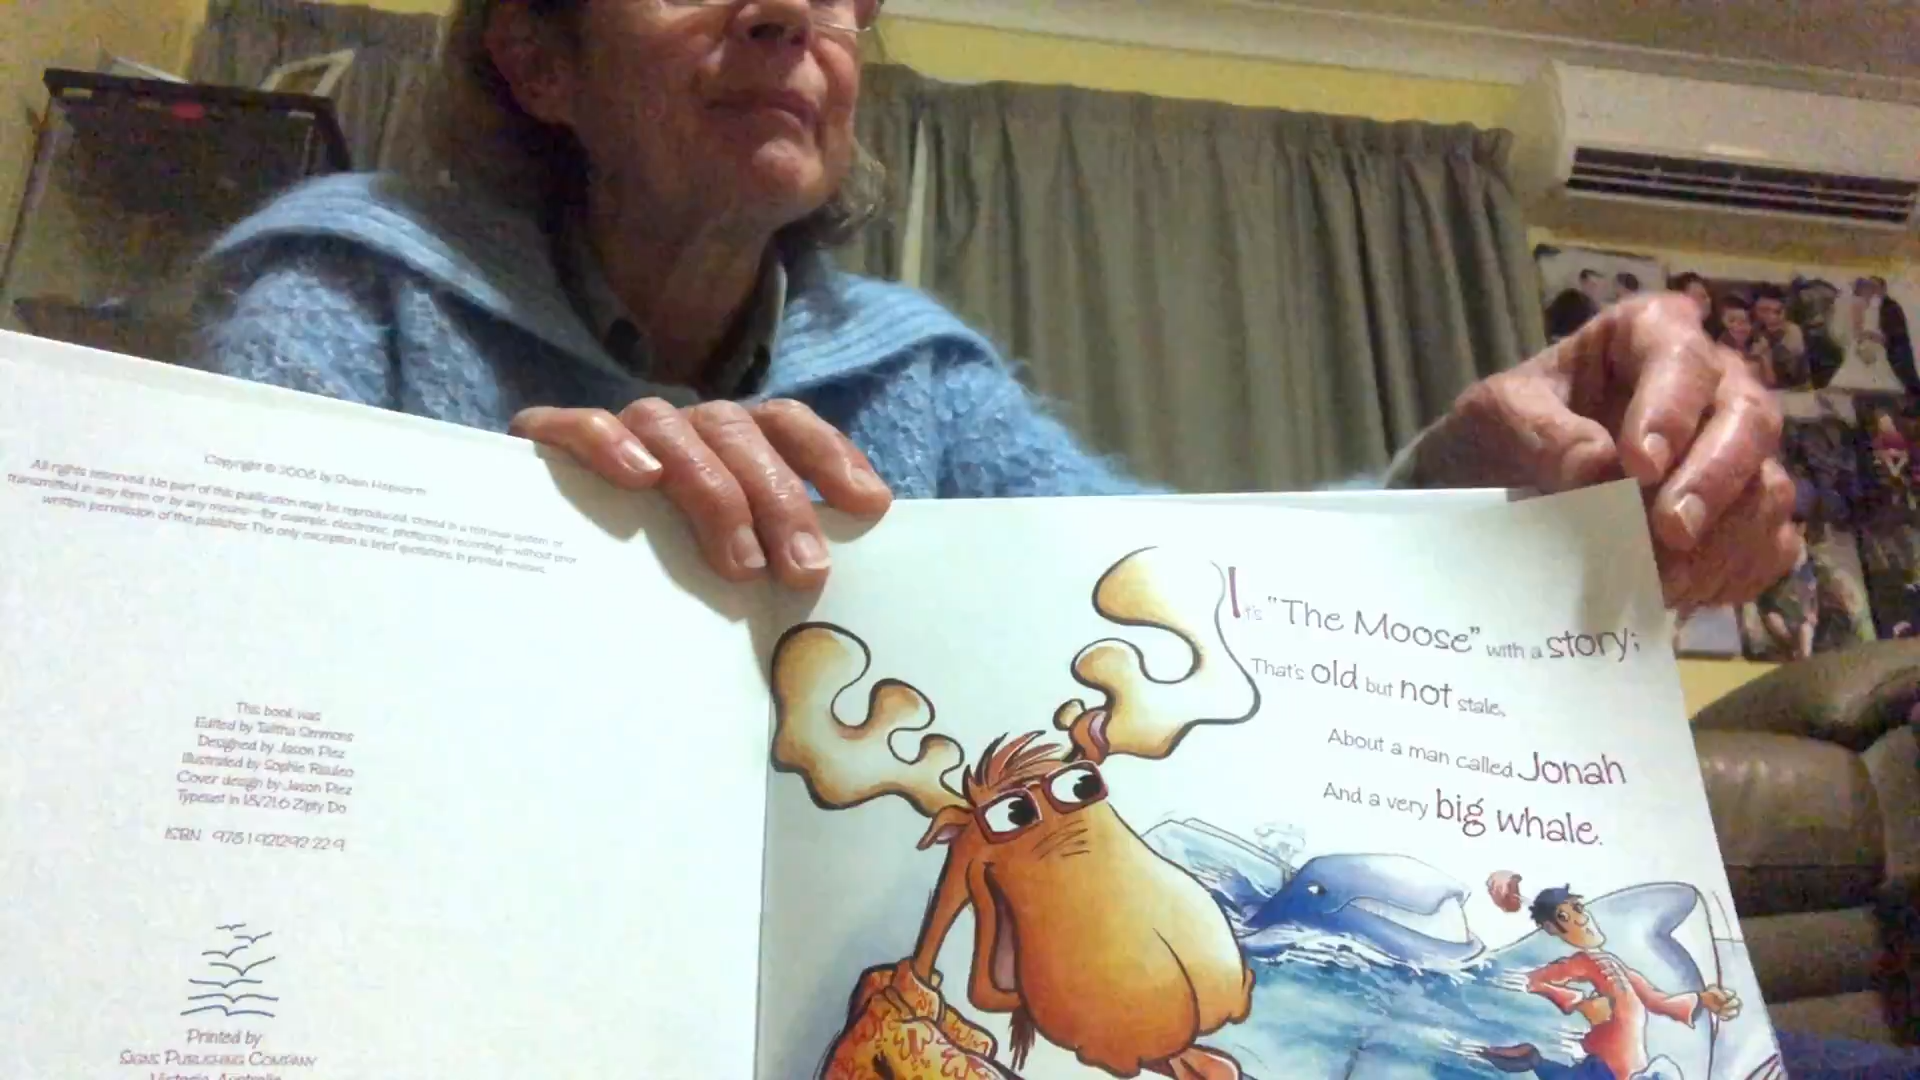 Copyright © 2008 by Shawn Hepworth
All rights reserved. No part of this publication may be reproduced, stored in a retrieval system or
transmitted in any form or by any means—for example, electronic, photocopy, recording—without prior
written permission of the publisher. The only exception is brief quotations in printed reviews.
This book was
Edited by Talitha Simmons
Designed by Jason Piez
Illustrated by Sophie
Cover design by Jason Piez
Typeset in 18/21.6 Zipty Do
ISBN 978 1 921292 22 9
Printed by
SIGNS PUBLISHING COMPANY
Victoria, Australia
It's "The Moose" with a story;
That's old but not stale,
About a man called Jonah
And a very big whale.